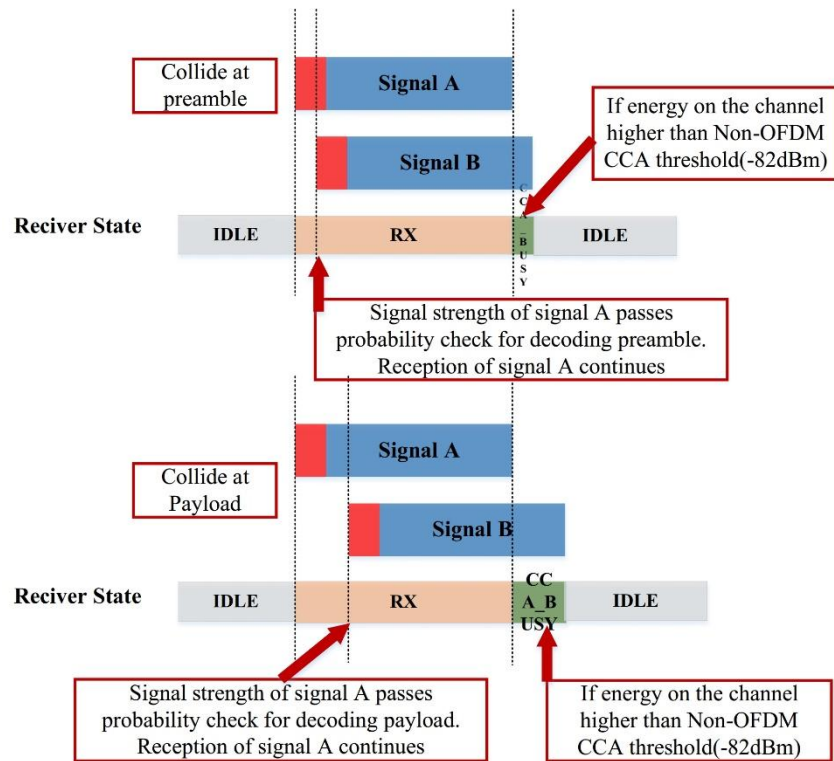 Collide at
preamble
Signal A
Signal B
If energy on the channel
higher than Non-OFDM
CCA threshold(-82dBm)
Reciver State
IDLE
RX
CCA_BUSY
IDLE
Signal strength of signal A passes
probability check for decoding preamble.
Reception of signal A continues
Collide at
Payload
Signal A
Signal B
Reciver State
IDLE
RX
CC
A_B
USY
IDLE
Signal strength of signal A passes
probability check for decoding payload.
Reception of signal A continues
If energy on the channel
higher than Non-OFDM
CCA threshold(-82dBm)